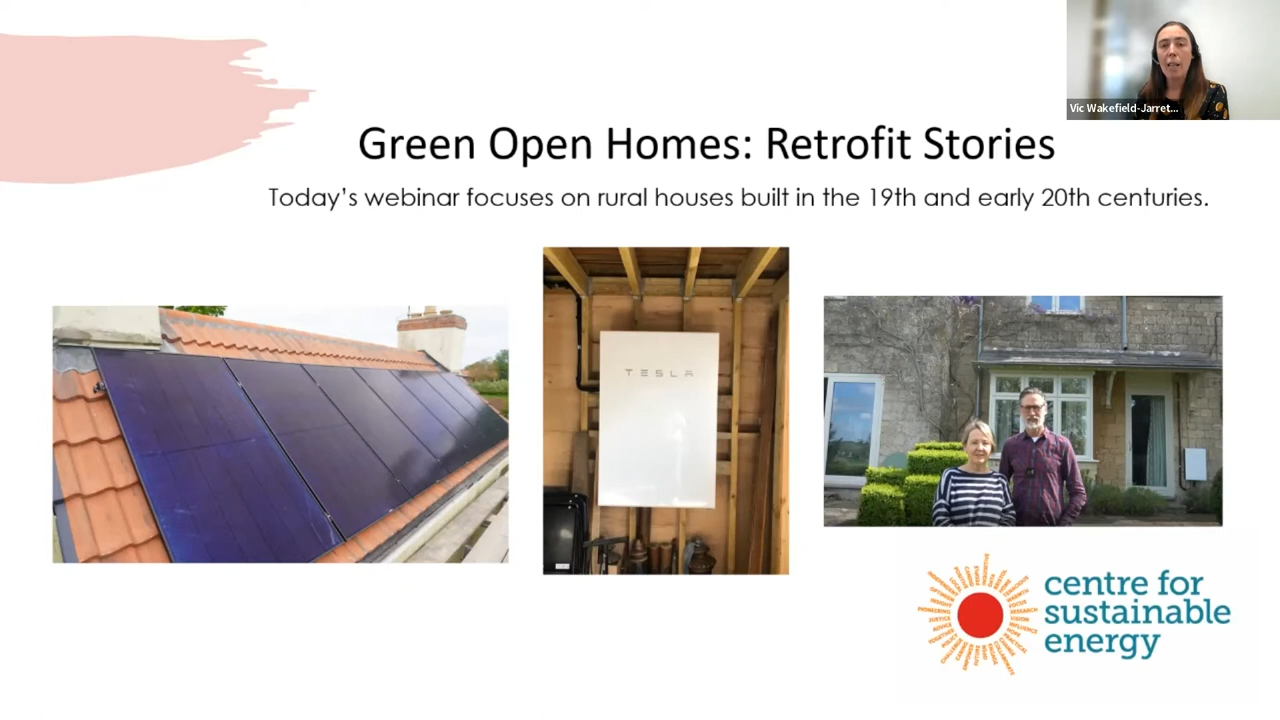 Vic Wakefield-Jarret...
Green Open Homes: Retrofit Stories
Today's webinar focuses on rural houses built in the 19th and early 20th centuries.
TESLA
centre for
sustainable
energy